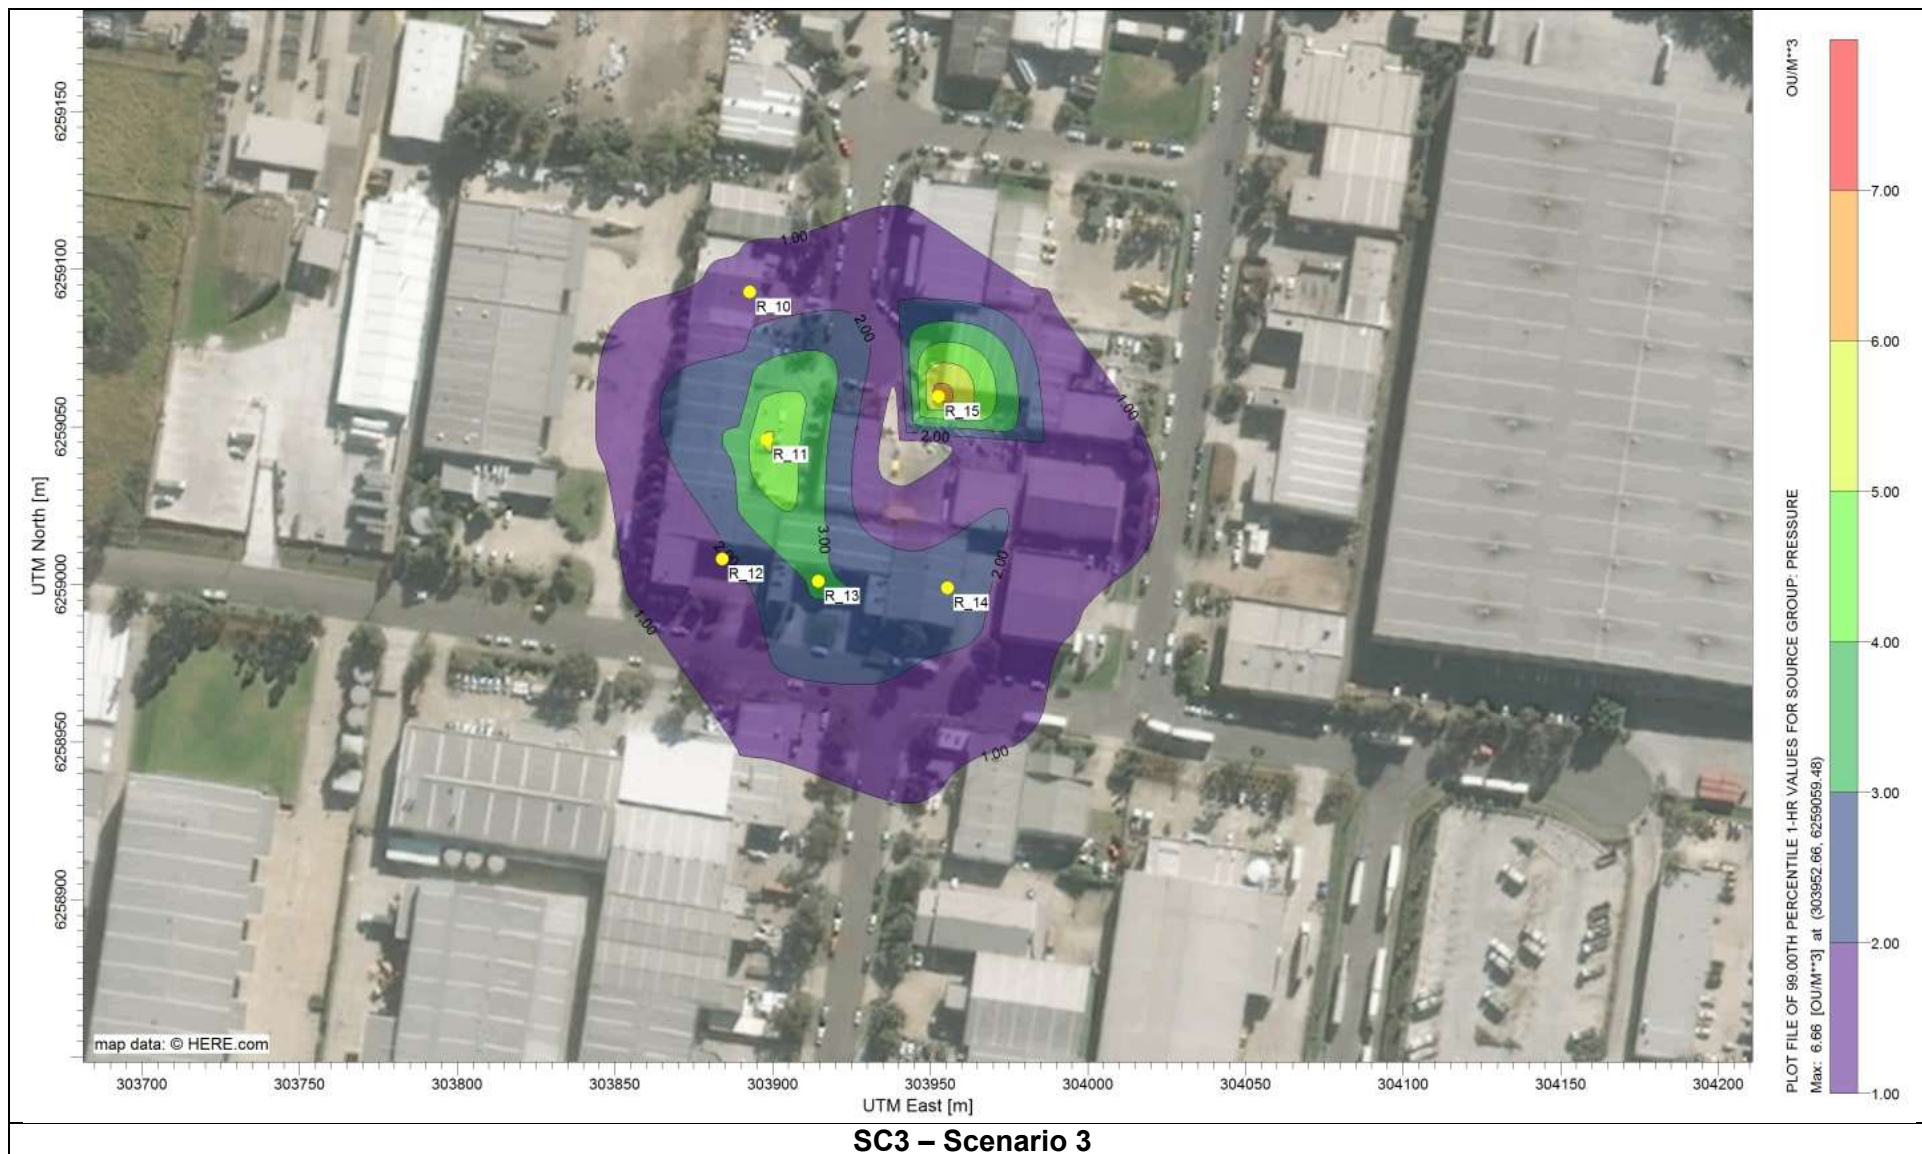 OU/M**3
7.00
6.00
5.00
4.00
3.00
2.00
1.00
PLOT FILE OF 99.00TH PERCENTILE 1-HR VALUES FOR SOURCE GROUP: PRESSURE
Max: 6.66 [OU/M**3] at (303952.66, 6259059.48)
UTM North [m]
6259150
6259100
6259050
6259000
6258950
6258900
1.00
R_10
2.00
R_15
1.00
2.00
R_11
3.00
R_12
R_13
2.00
R_14
1.00
1.00
map data: © HERE.com
303700 303750 303800 303850 303900 303950 304000 304050 304100 304150 304200
UTM East [m]
SC3 – Scenario 3